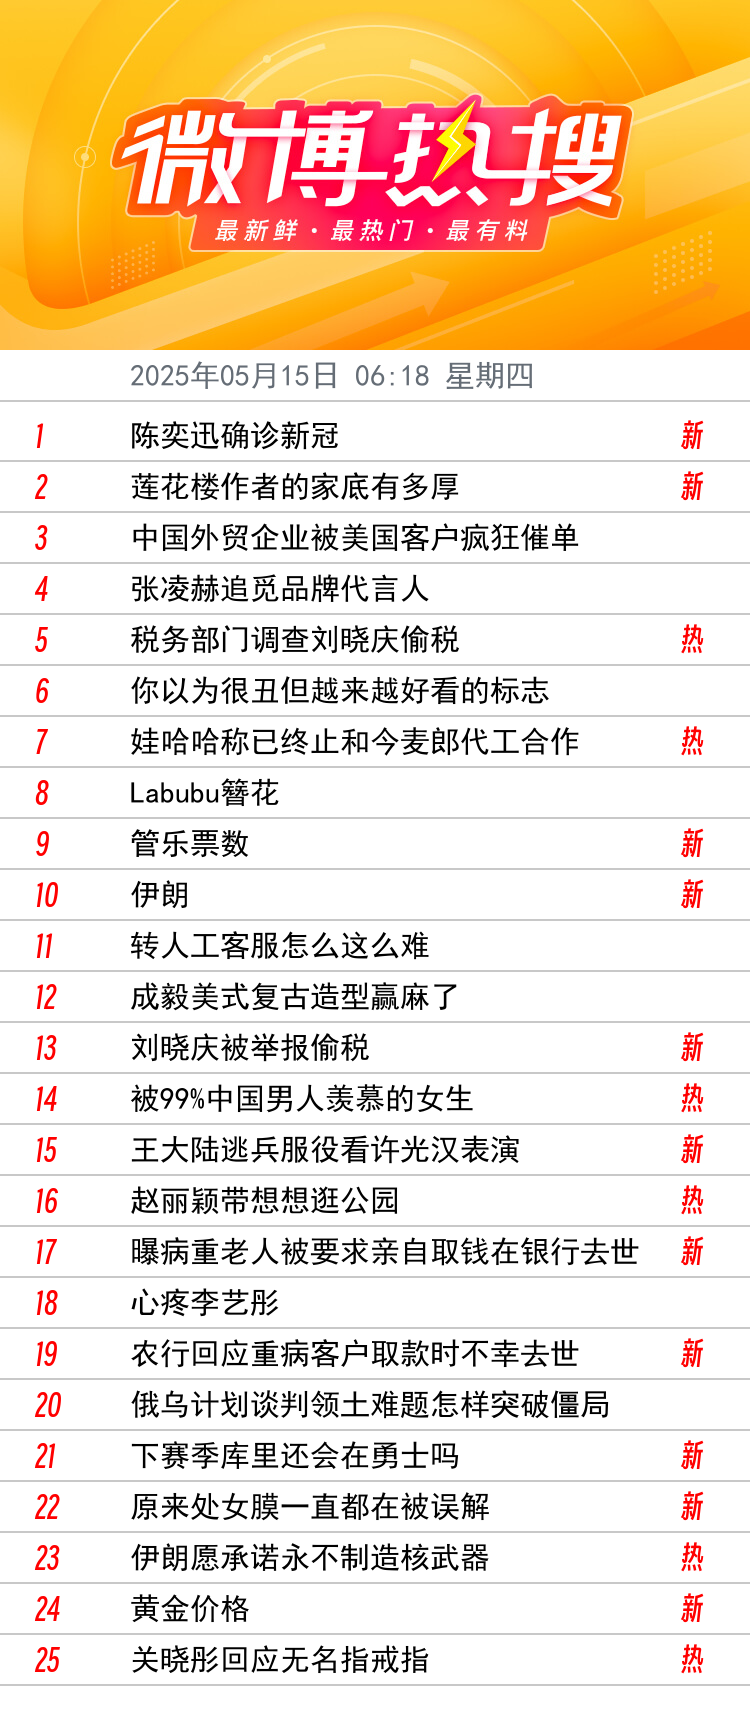 微博热搜
最新鲜·最热门·最有料
2025年05月15日 06:18 星期四
1 陈奕迅确诊新冠 新
2 莲花楼作者的家底有多厚 新
3 中国外贸企业被美国客户疯狂催单
4 张凌赫追觅品牌代言人
5 税务部门调查刘晓庆偷税 热
6 你以为很丑但越来越好看的标志
7 娃哈哈称已终止和今麦郎代工合作 热
8 Labubu簪花
9 管乐票数 新
10 伊朗 新
11 转人工客服怎么这么难
12 成毅美式复古造型赢麻了
13 刘晓庆被举报偷税 新
14 被99%中国男人羡慕的女生 热
15 王大陆逃兵服役看许光汉表演 新
16 赵丽颖带想想逛公园 热
17 曝病重老人被要求亲自取钱在银行去世 新
18 心疼李艺彤
19 农行回应重病客户取款时不幸去世 新
20 俄乌计划谈判领土难题怎样突破僵局
21 下赛季库里还会在勇士吗 新
22 原来处女膜一直都在被误解 新
23 伊朗愿承诺永不制造核武器 热
24 黄金价格 新
25 关晓彤回应无名指戒指 热